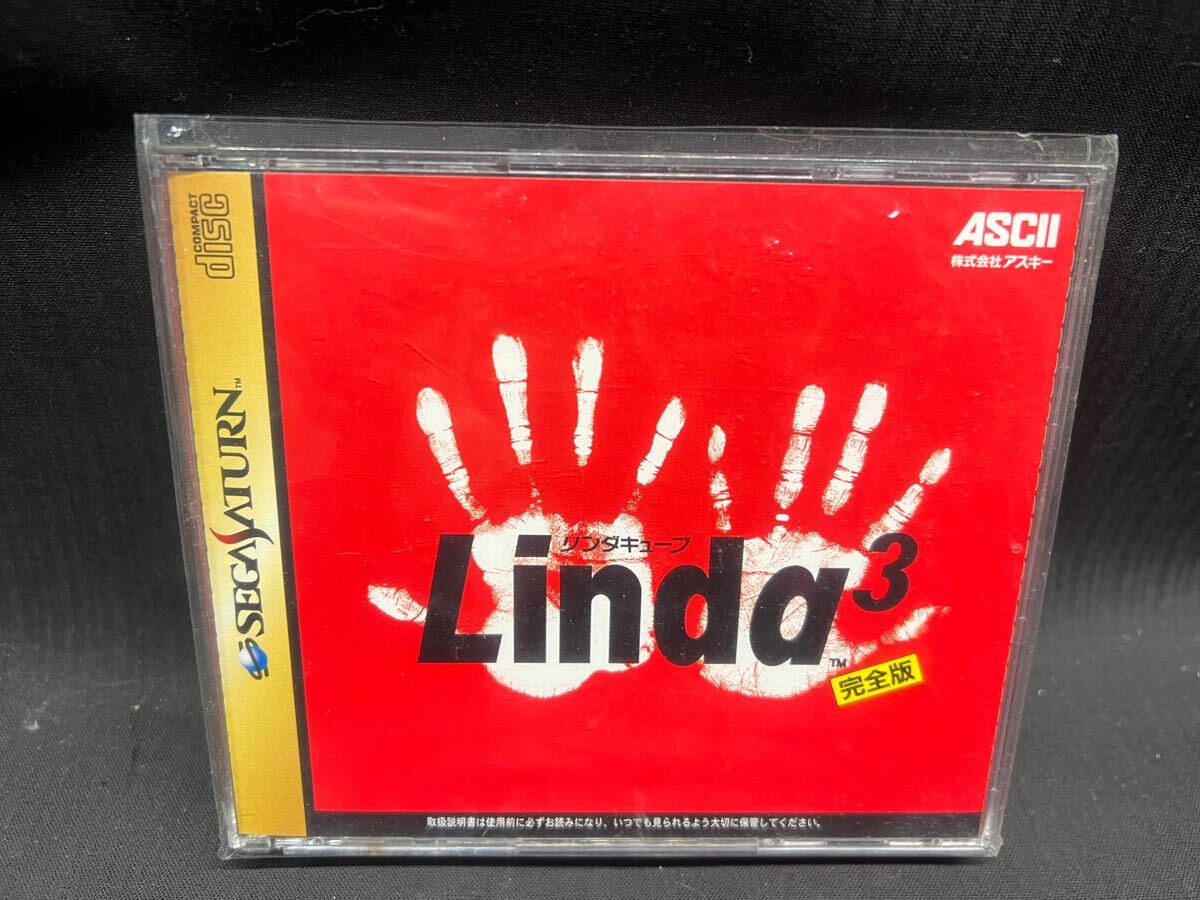 COMPACT
disc
SEGA SATURN™
ASCII
株式会社アスキー
リンダキューブ
Linda³™
完全版
取扱説明書は使用前に必ずお読みになり、いつでも見られるよう大切に保管してください。